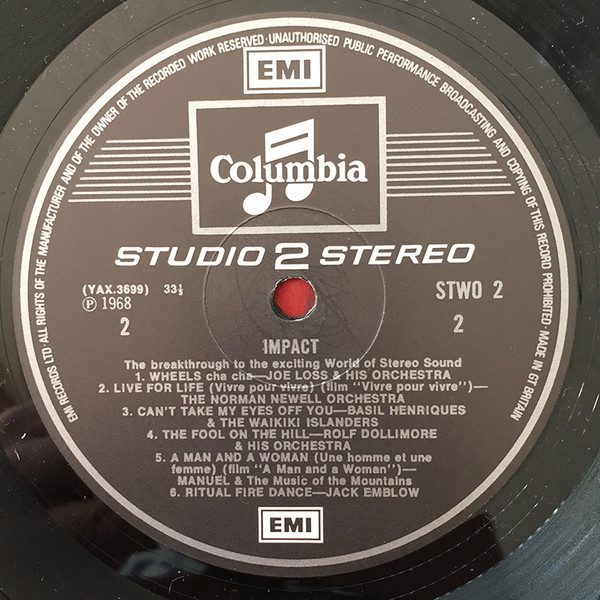 EMI RECORDS LTD · ALL RIGHTS OF THE MANUFACTURER AND OF THE OWNER OF THE RECORDED WORK RESERVED · UNAUTHORISED PUBLIC PERFORMANCE BROADCASTING AND COPYING OF THIS RECORD PROHIBITED · MADE IN GT BRITAIN
EMI
Columbia
STUDIO 2 STEREO
(YAX.3699) 33⅓
Ⓟ 1968
STWO 2
2
2
IMPACT
The breakthrough to the exciting World of Stereo Sound
1. WHEELS cha cha—JOE LOSS & HIS ORCHESTRA
2. LIVE FOR LIFE (Vivre pour vivre) (film "Vivre pour vivre")—
THE NORMAN NEWELL ORCHESTRA
3. CAN'T TAKE MY EYES OFF YOU—BASIL HENRIQUES
& THE WAIKIKI ISLANDERS
4. THE FOOL ON THE HILL—ROLF DOLLIMORE
& HIS ORCHESTRA
5. A MAN AND A WOMAN (Une homme et une
femme) (film "A Man and a Woman")—
MANUEL & The Music of the Mountains
6. RITUAL FIRE DANCE—JACK EMBLOW
EMI